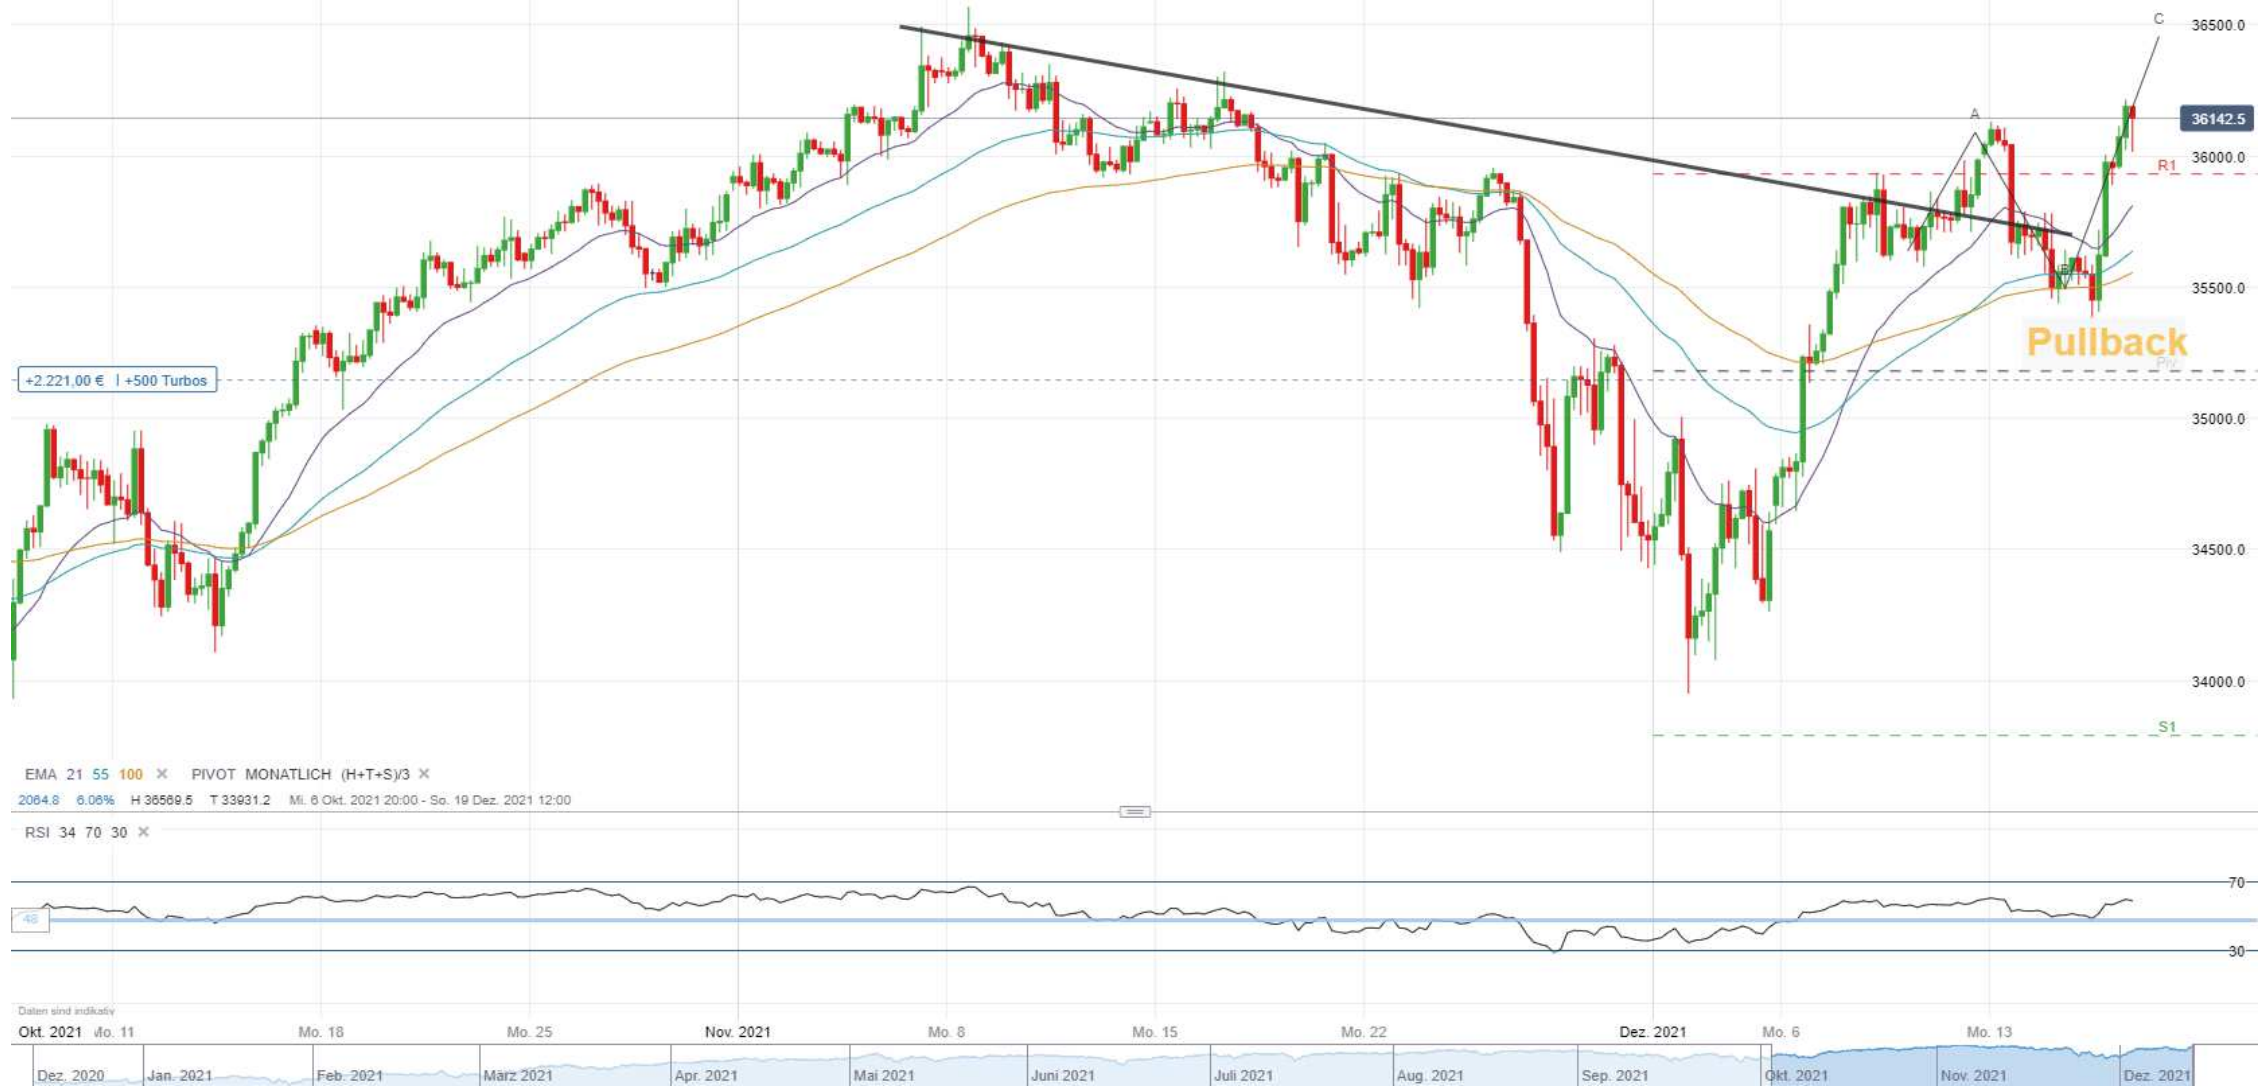 C
36500.0
A
36142.5
36000.0
R1
35500.0
B
Pullback
Piv
+2.221,00 € | +500 Turbos
35000.0
34500.0
34000.0
S1
EMA 21 55 100 ✕ PIVOT MONATLICH (H+T+S)/3 ✕
2064.8 6.06% H 36569.5 T 33931.2 Mi. 6 Okt. 2021 20:00 - So. 19 Dez. 2021 12:00
RSI 34 70 30 ✕
70
48
30
Daten sind indikativ
Okt. 2021 Mo. 11 Mo. 18 Mo. 25 Nov. 2021 Mo. 8 Mo. 15 Mo. 22 Dez. 2021 Mo. 6 Mo. 13
Dez. 2020 Jan. 2021 Feb. 2021 März 2021 Apr. 2021 Mai 2021 Juni 2021 Juli 2021 Aug. 2021 Sep. 2021 Okt. 2021 Nov. 2021 Dez. 2021